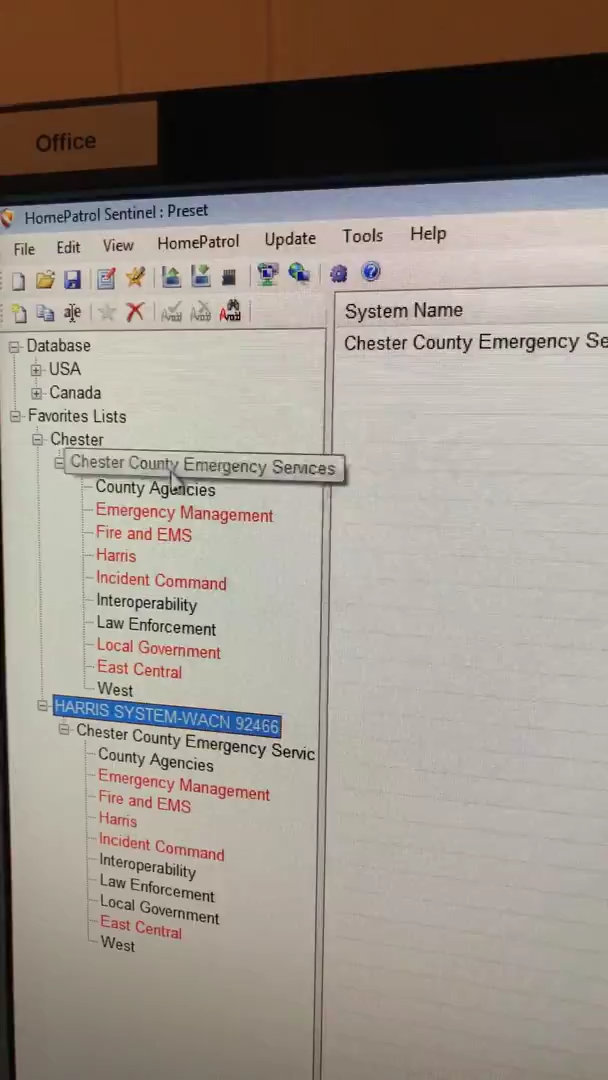 Office
HomePatrol Sentinel : Preset
File Edit View HomePatrol Update Tools Help
System Name
Chester County Emergency Se
Database
USA
Canada
Favorites Lists
Chester
Chester County Emergency Services
County Agencies
Emergency Management
Fire and EMS
Harris
Incident Command
Interoperability
Law Enforcement
Local Government
East Central
West
HARRIS SYSTEM-WACN 92466
Chester County Emergency Servic
County Agencies
Emergency Management
Fire and EMS
Harris
Incident Command
Interoperability
Law Enforcement
Local Government
East Central
West